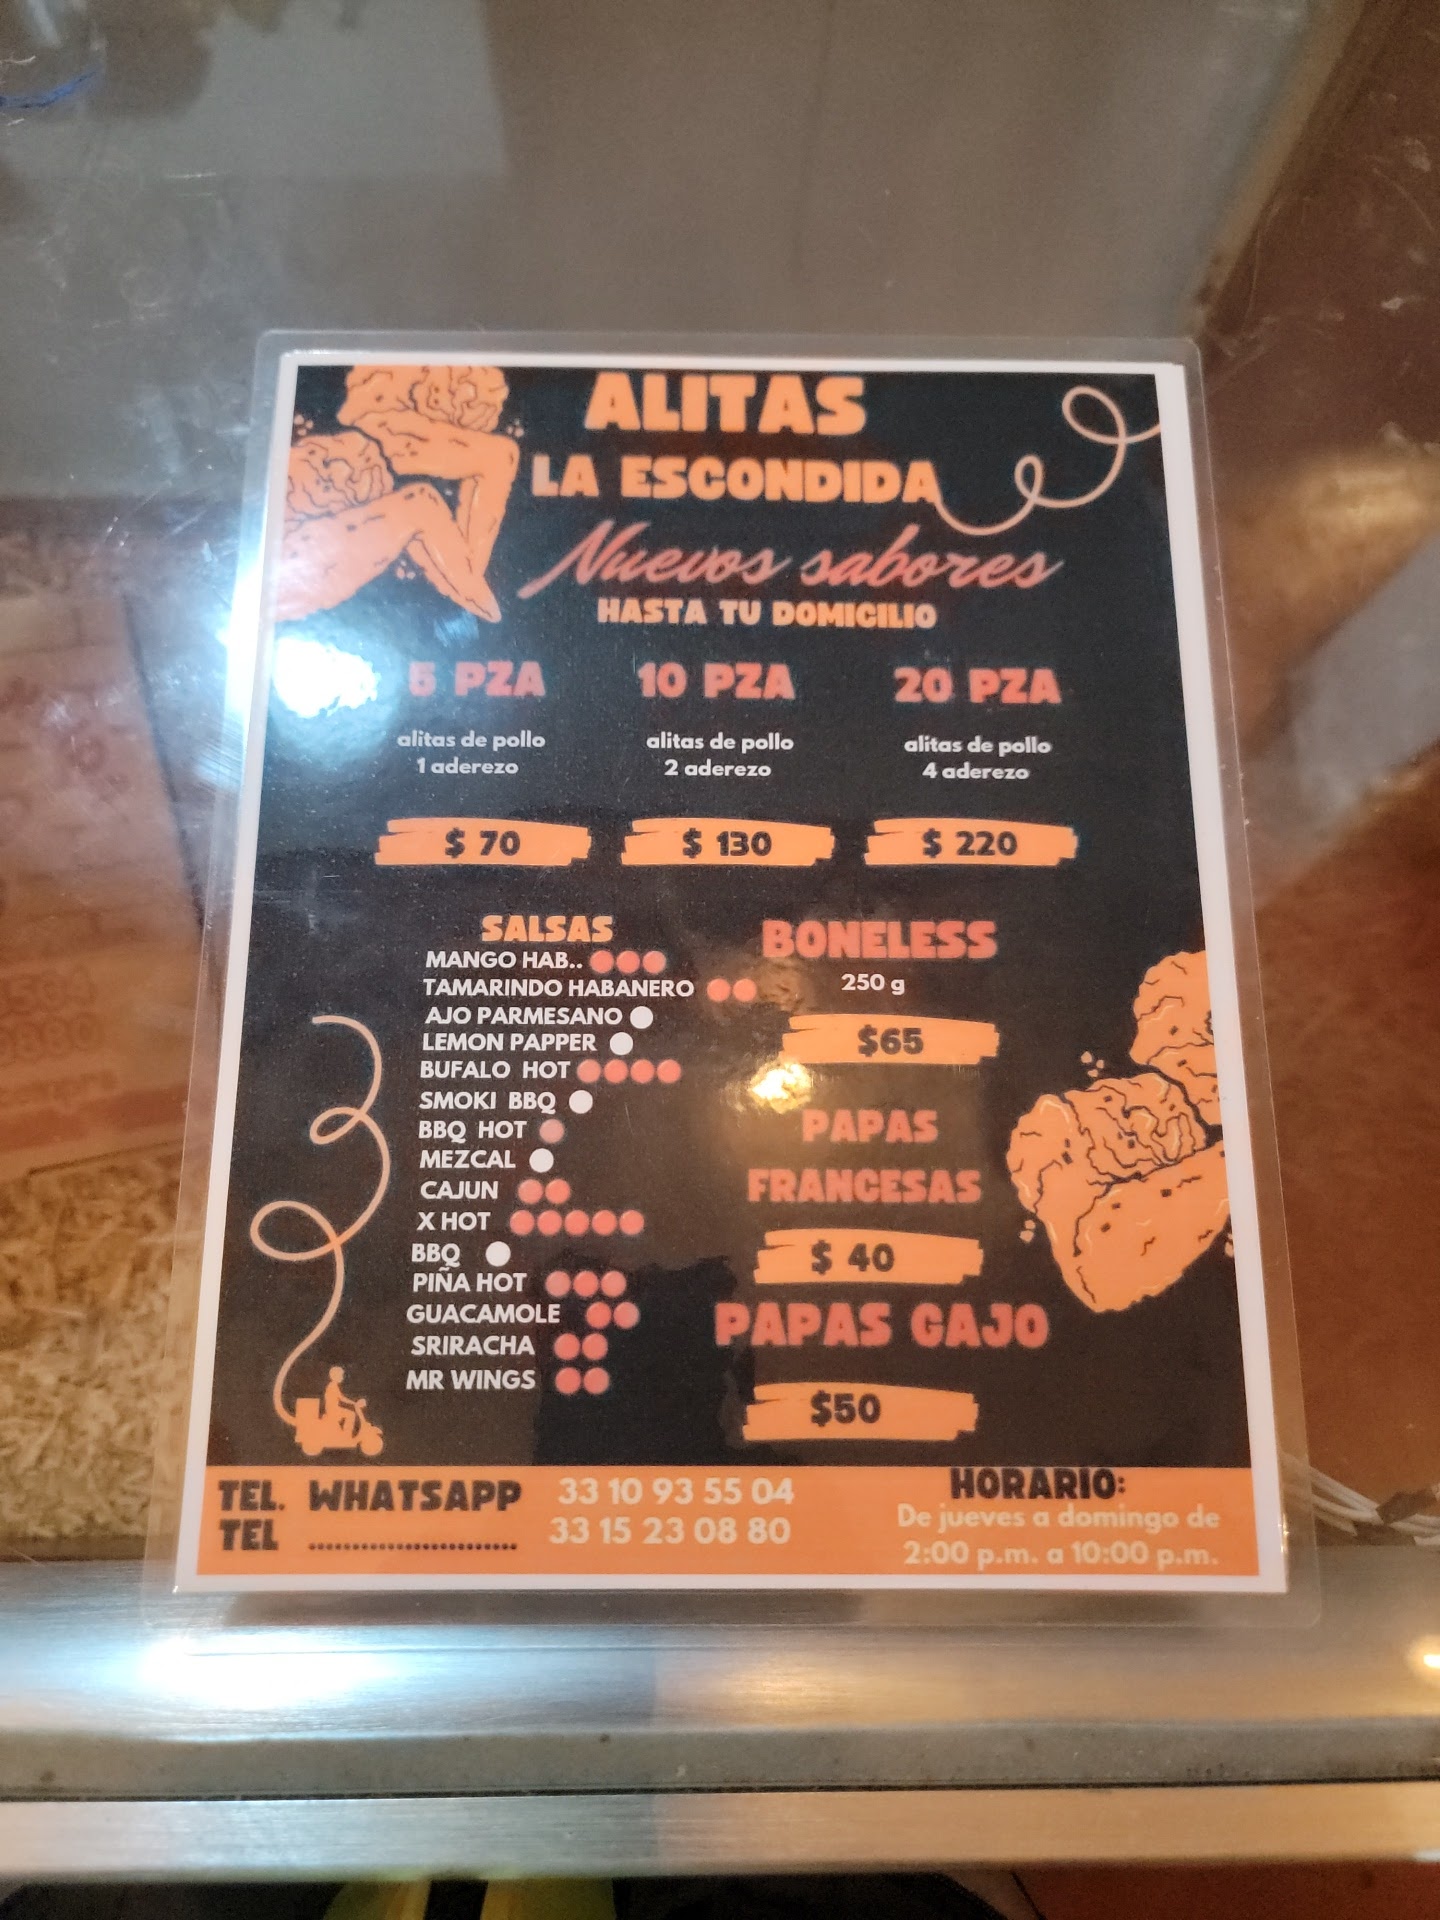 ALITAS
LA ESCONDIDA
Nuevos sabores
HASTA TU DOMICILIO
5 PZA
alitas de pollo
1 aderezo
$ 70
10 PZA
alitas de pollo
2 aderezo
$ 130
20 PZA
alitas de pollo
4 aderezo
$ 220
SALSAS
MANGO HAB..
TAMARINDO HABANERO
AJO PARMESANO
LEMON PAPPER
BUFALO HOT
SMOKI BBQ
BBQ HOT
MEZCAL
CAJUN
X HOT
BBQ
PIÑA HOT
GUACAMOLE
SRIRACHA
MR WINGS
BONELESS
250 g
$65
PAPAS
FRANCESAS
$ 40
PAPAS GAJO
$50
TEL. WHATSAPP 33 10 93 55 04
TEL ........................ 33 15 23 08 80
HORARIO:
De jueves a domingo de
2:00 p.m. a 10:00 p.m.